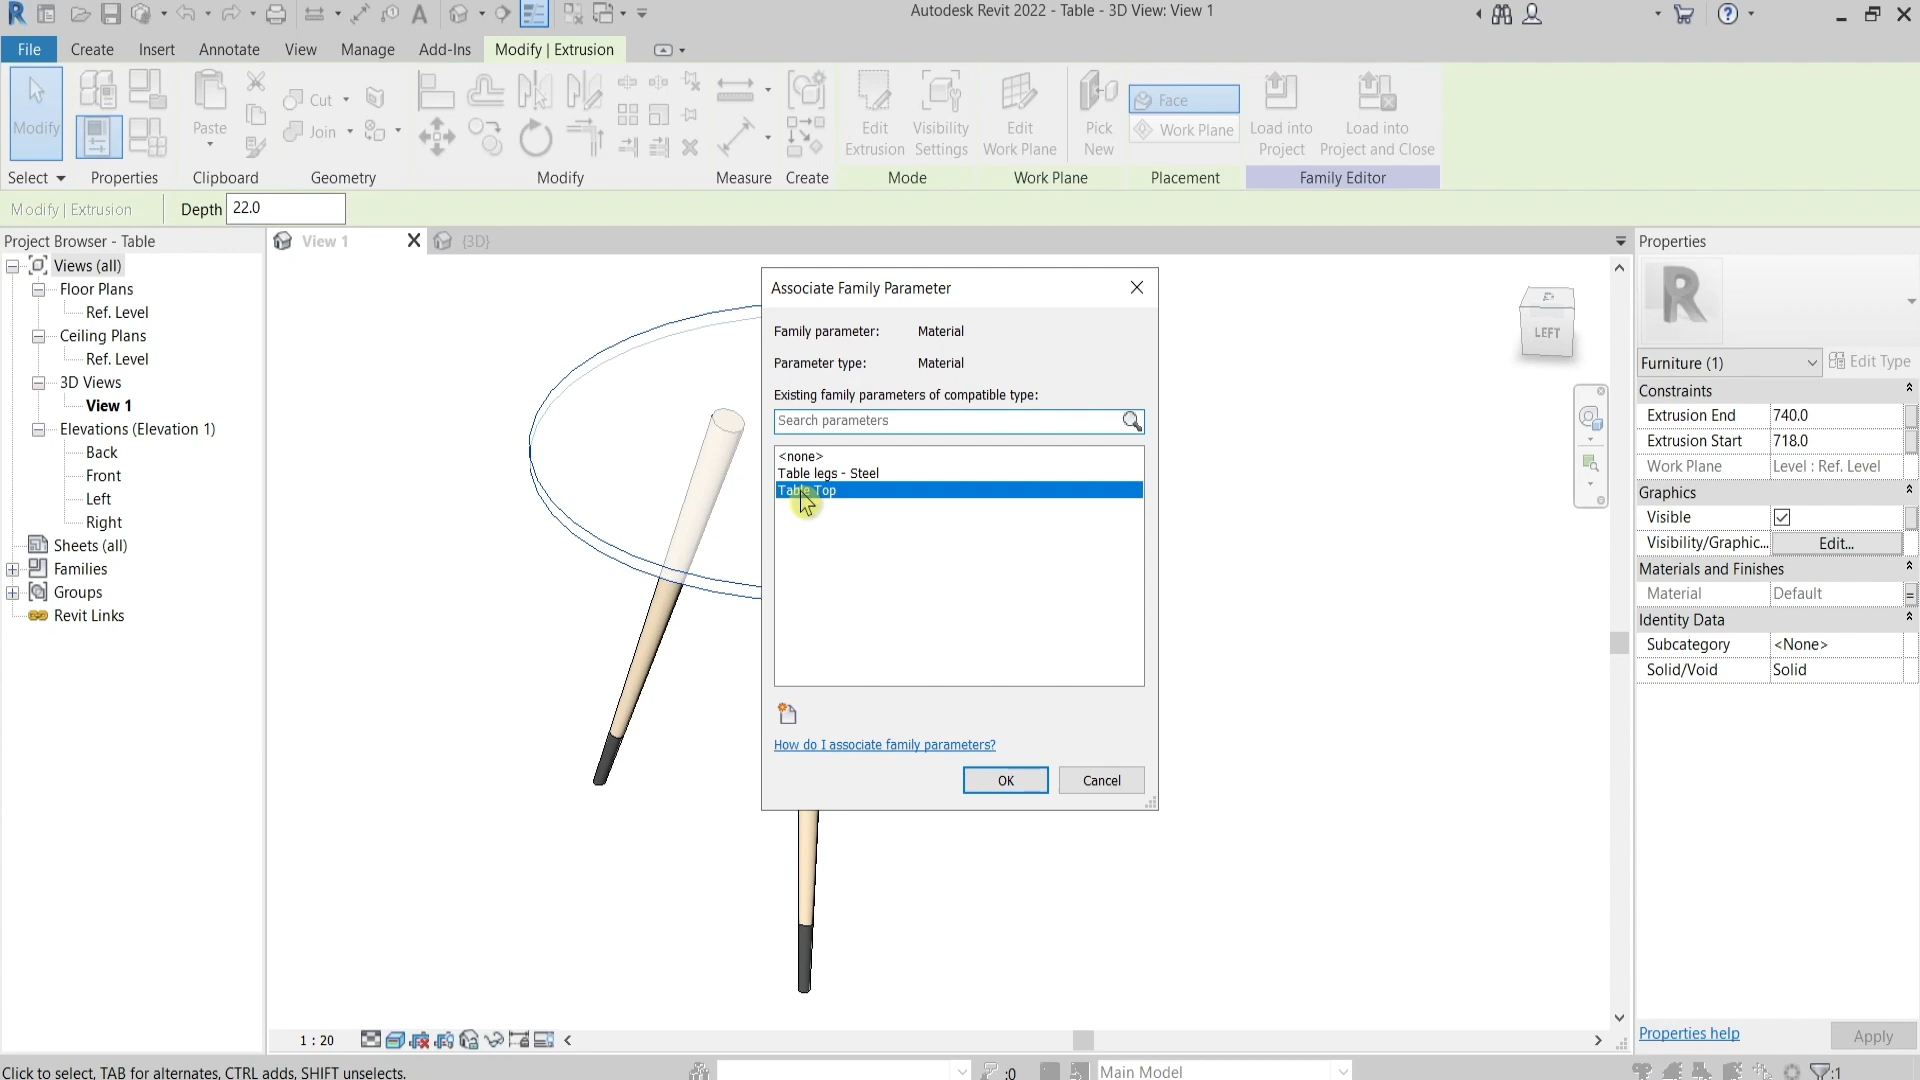 Autodesk Revit 2022 - Table - 3D View: View 1
File
Create
Insert
Annotate
View
Manage
Add-Ins
Modify | Extrusion
Modify
Paste
Cut
Join
Edit
Extrusion
Visibility
Settings
Edit
Work Plane
Pick
New
Face
Work Plane
Load into
Project
Load into
Project and Close
Select
Properties
Clipboard
Geometry
Modify
Measure
Create
Mode
Work Plane
Placement
Family Editor
Modify | Extrusion
Depth 22.0
Project Browser - Table
Views (all)
Floor Plans
Ref. Level
Ceiling Plans
Ref. Level
3D Views
View 1
Elevations (Elevation 1)
Back
Front
Left
Right
Sheets (all)
Families
Groups
Revit Links
View 1
{3D}
LEFT
Associate Family Parameter
Family parameter: Material
Parameter type: Material
Existing family parameters of compatible type:
Search parameters
<none>
Table legs - Steel
Table Top
How do I associate family parameters?
OK
Cancel
Properties
R
Furniture (1)
Edit Type
Constraints
Extrusion End 740.0
Extrusion Start 718.0
Work Plane Level : Ref. Level
Graphics
Visible
Visibility/Graphic... Edit...
Materials and Finishes
Material Default
Identity Data
Subcategory <None>
Solid/Void Solid
Properties help
Apply
1 : 20
Click to select, TAB for alternates, CTRL adds, SHIFT unselects.
:0
Main Model
:1